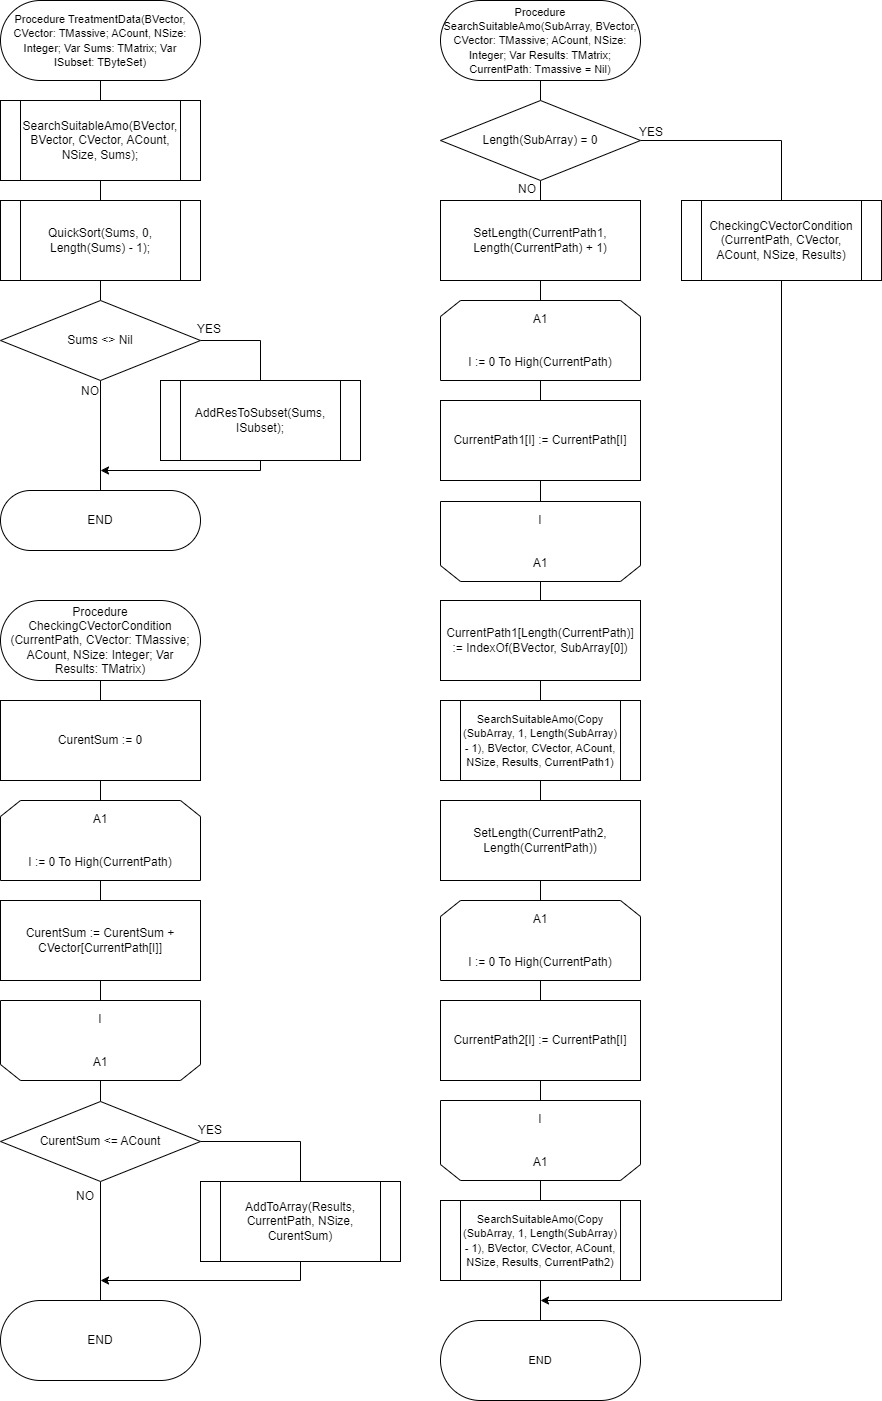 Procedure TreatmentData(BVector,
CVector: TMassive; ACount, NSize:
Integer; Var Sums: TMatrix; Var
ISubset: TByteSet)
SearchSuitableAmo(BVector,
BVector, CVector, ACount,
NSize, Sums);
QuickSort(Sums, 0,
Length(Sums) - 1);
Sums <> Nil
YES
NO
AddResToSubset(Sums,
ISubset);
END
Procedure
CheckingCVectorCondition
(CurrentPath, CVector: TMassive;
ACount, NSize: Integer; Var
Results: TMatrix)
CurentSum := 0
A1
I := 0 To High(CurrentPath)
CurentSum := CurentSum +
CVector[CurrentPath[I]]
I
A1
CurentSum <= ACount
YES
NO
AddToArray(Results,
CurrentPath, NSize,
CurentSum)
END
Procedure
SearchSuitableAmo(SubArray, BVector,
CVector: TMassive; ACount, NSize:
Integer; Var Results: TMatrix;
CurrentPath: Tmassive = Nil)
Length(SubArray) = 0
YES
NO
CheckingCVectorCondition
(CurrentPath, CVector,
ACount, NSize, Results)
SetLength(CurrentPath1,
Length(CurrentPath) + 1)
A1
I := 0 To High(CurrentPath)
CurrentPath1[I] := CurrentPath[I]
I
A1
CurrentPath1[Length(CurrentPath)]
:= IndexOf(BVector, SubArray[0])
SearchSuitableAmo(Copy
(SubArray, 1, Length(SubArray)
- 1), BVector, CVector, ACount,
NSize, Results, CurrentPath1)
SetLength(CurrentPath2,
Length(CurrentPath))
A1
I := 0 To High(CurrentPath)
CurrentPath2[I] := CurrentPath[I]
I
A1
SearchSuitableAmo(Copy
(SubArray, 1, Length(SubArray)
- 1), BVector, CVector, ACount,
NSize, Results, CurrentPath2)
END